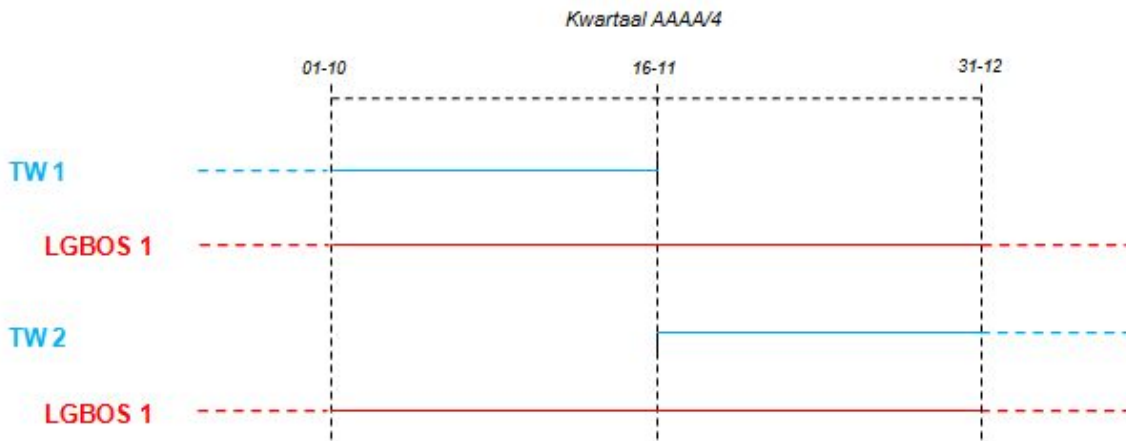 Kwartaal AAAA/4
01-10 16-11 31-12
TW 1
LGBOS 1
TW 2
LGBOS 1